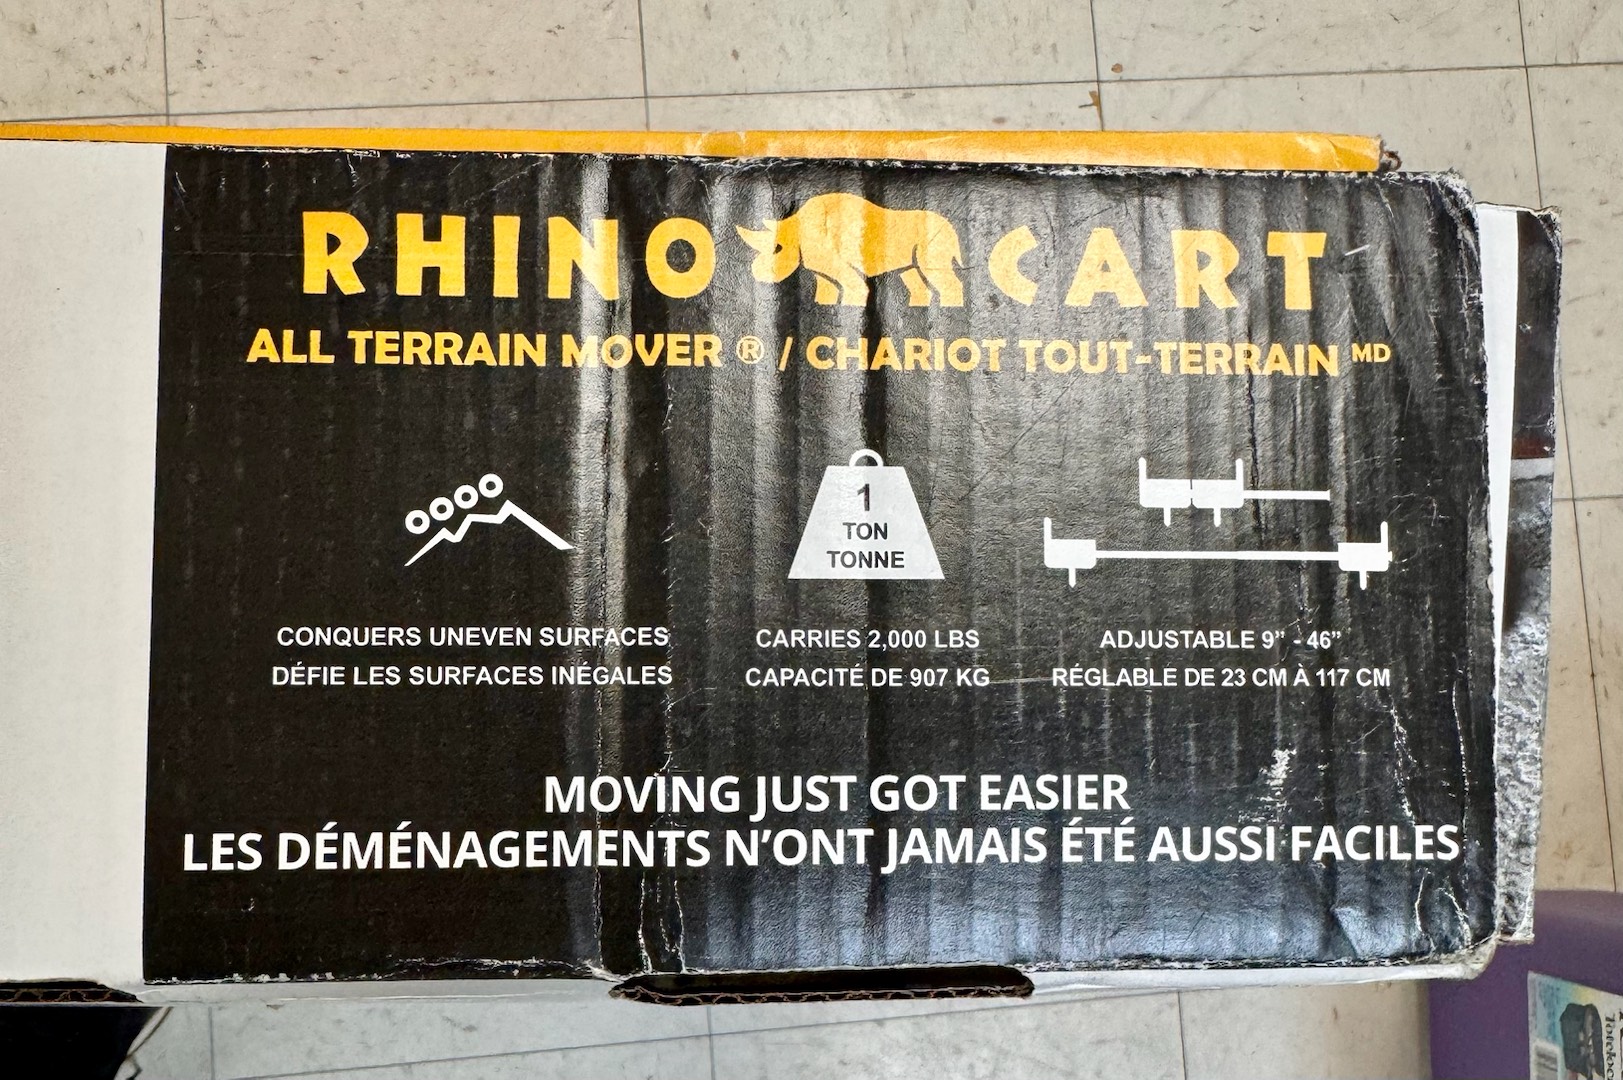 RHINO CART
ALL TERRAIN MOVER ® / CHARIOT TOUT-TERRAIN MD
1
TON
TONNE
CONQUERS UNEVEN SURFACES
DÉFIE LES SURFACES INÉGALES
CARRIES 2,000 LBS
CAPACITÉ DE 907 KG
ADJUSTABLE 9” - 46”
RÉGLABLE DE 23 CM À 117 CM
MOVING JUST GOT EASIER
LES DÉMÉNAGEMENTS N’ONT JAMAIS ÉTÉ AUSSI FACILES